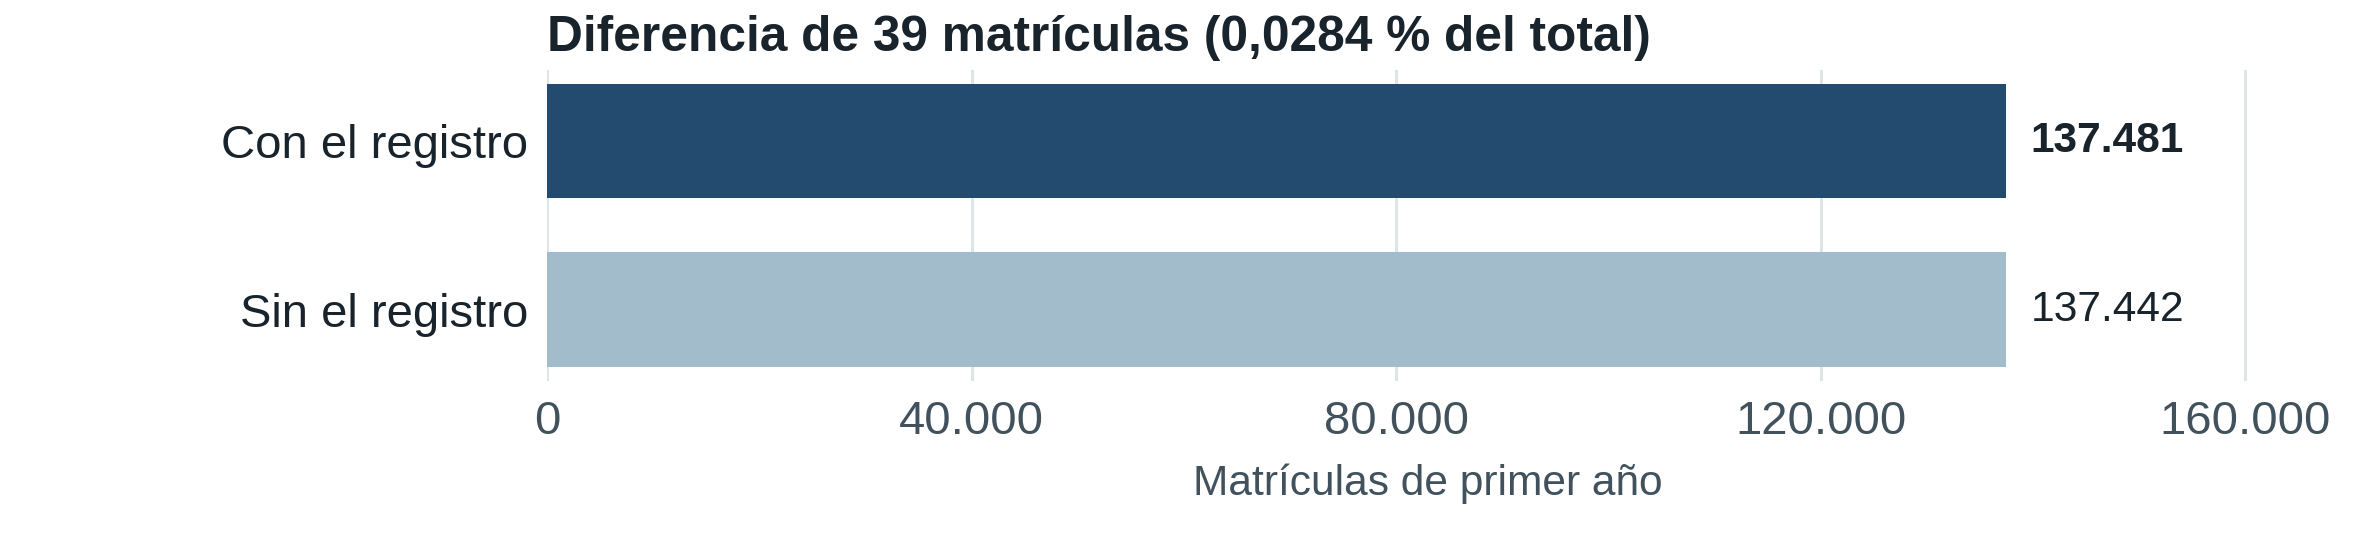 Diferencia de 39 matrículas (0,0284 % del total)
Con el registro 137.481
Sin el registro 137.442
0 40.000 80.000 120.000 160.000
Matrículas de primer año